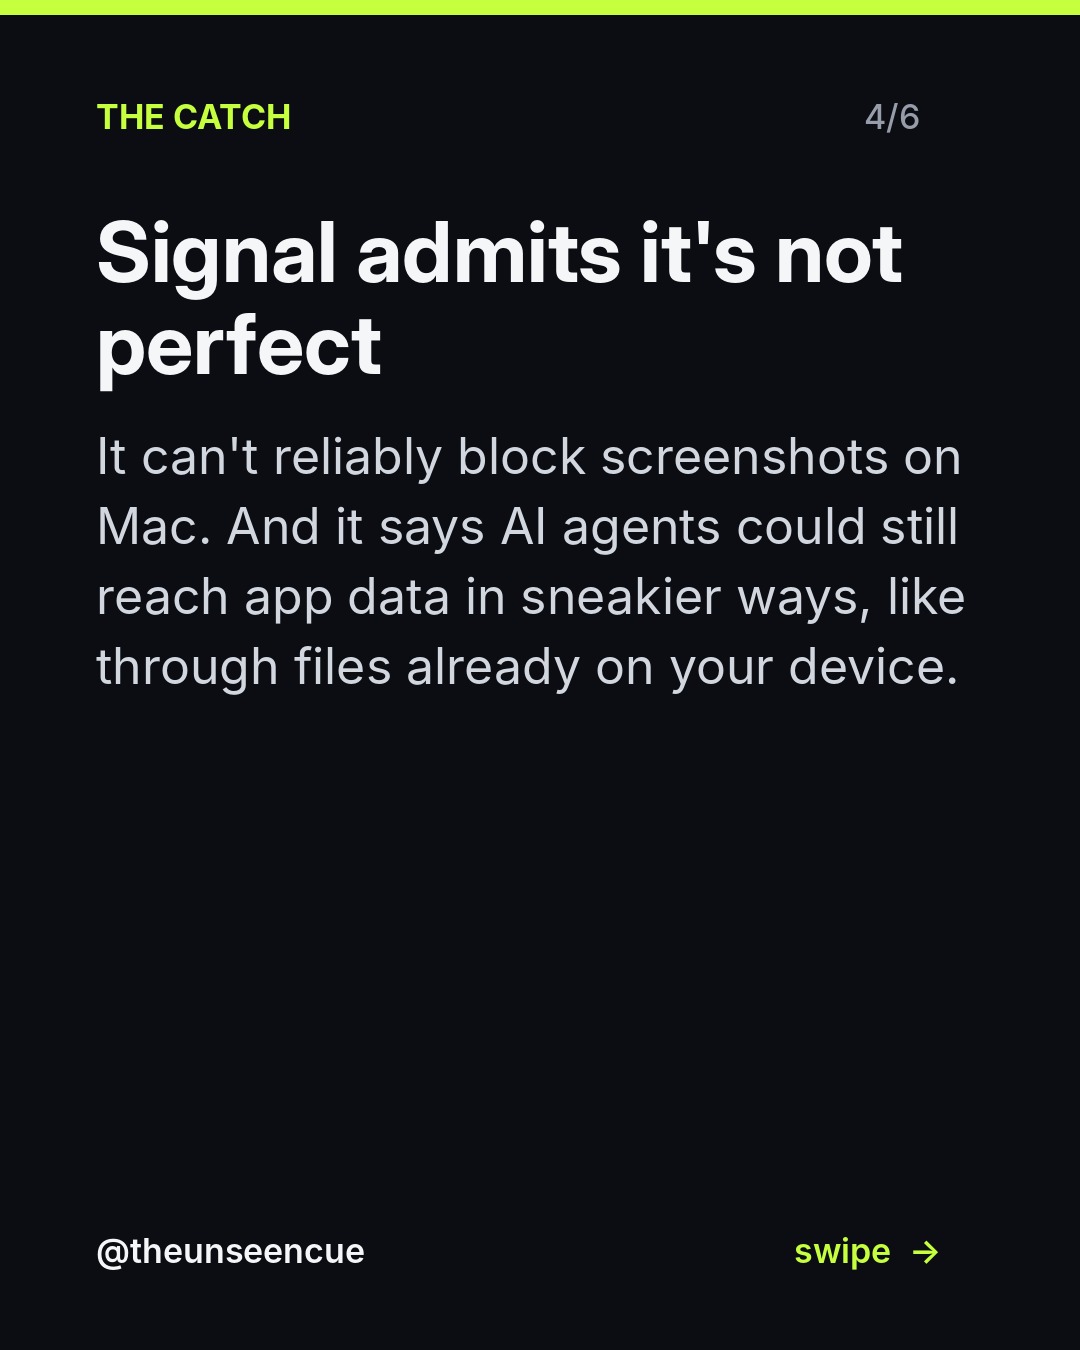 THE CATCH
4/6
Signal admits it's not
perfect
It can't reliably block screenshots on
Mac. And it says AI agents could still
reach app data in sneakier ways, like
through files already on your device.
@theunseencue
swipe →